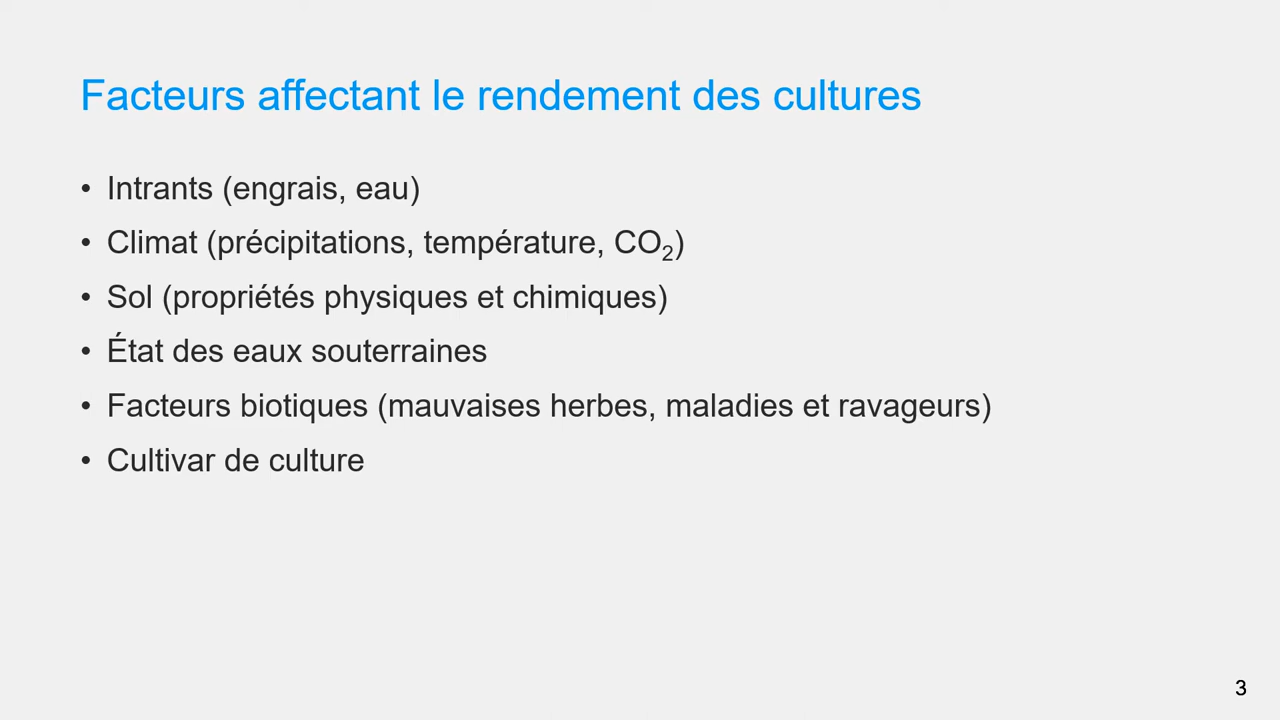 Facteurs affectant le rendement des cultures
• Intrants (engrais, eau)
• Climat (précipitations, température, CO₂)
• Sol (propriétés physiques et chimiques)
• État des eaux souterraines
• Facteurs biotiques (mauvaises herbes, maladies et ravageurs)
• Cultivar de culture
3